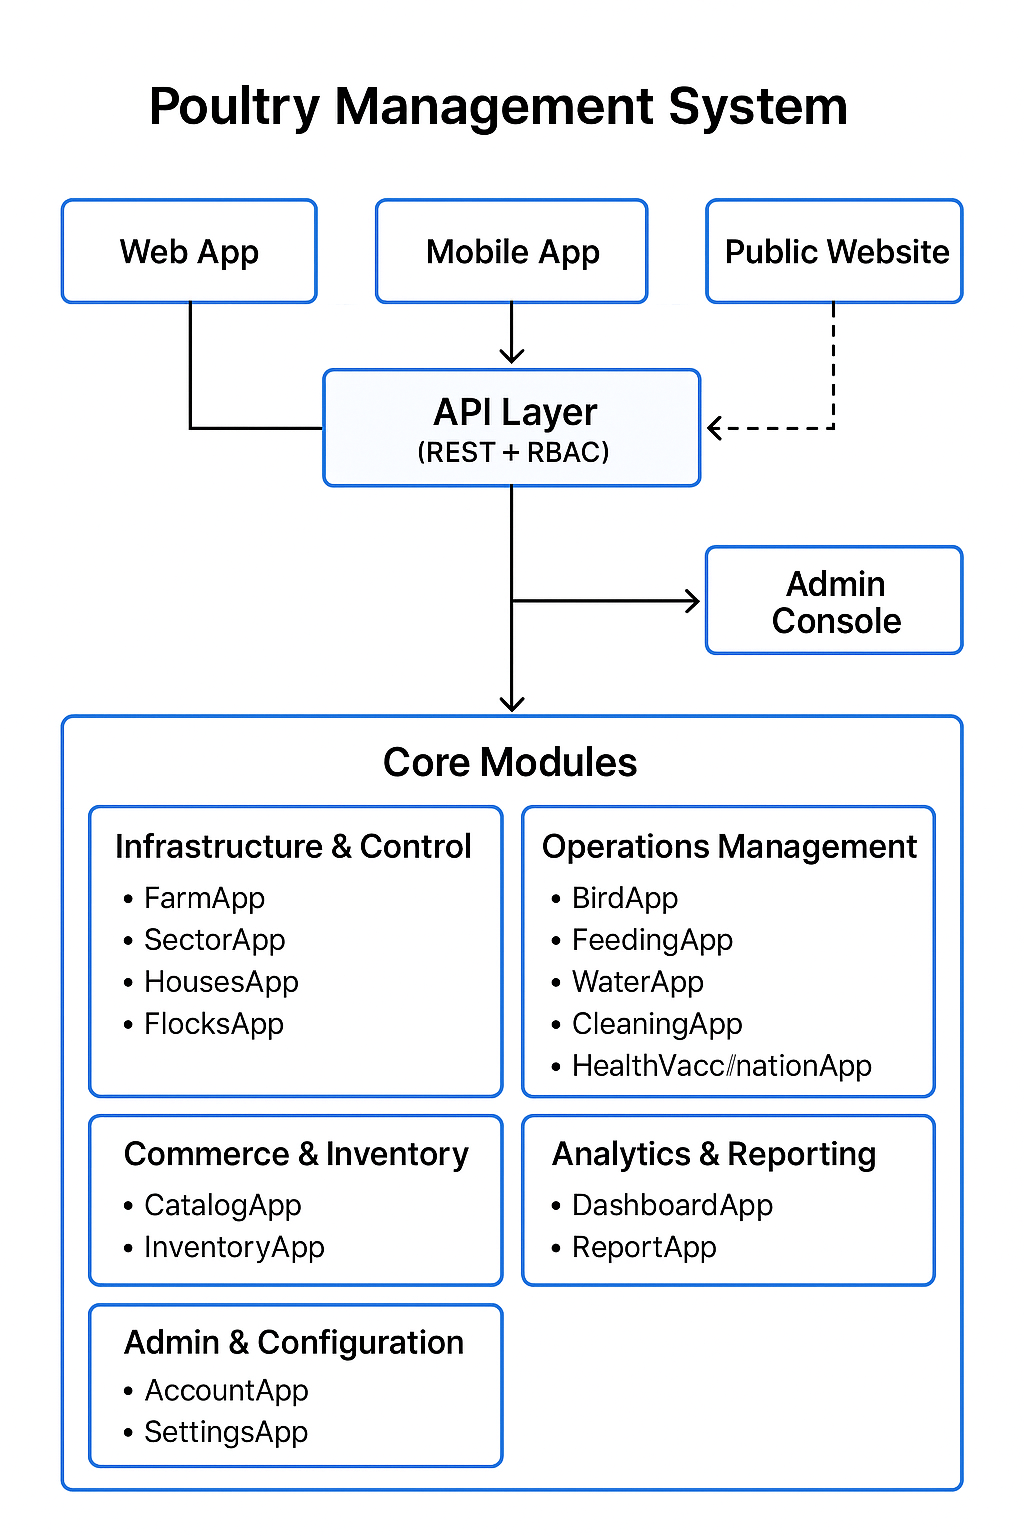 Poultry Management System
Web App
Mobile App
Public Website
API Layer
(REST + RBAC)
Admin
Console
Core Modules
Infrastructure & Control
• FarmApp
• SectorApp
• HousesApp
• FlocksApp
Operations Management
• BirdApp
• FeedingApp
• WaterApp
• CleaningApp
• HealthVacc//nationApp
Commerce & Inventory
• CatalogApp
• InventoryApp
Analytics & Reporting
• DashboardApp
• ReportApp
Admin & Configuration
• AccountApp
• SettingsApp